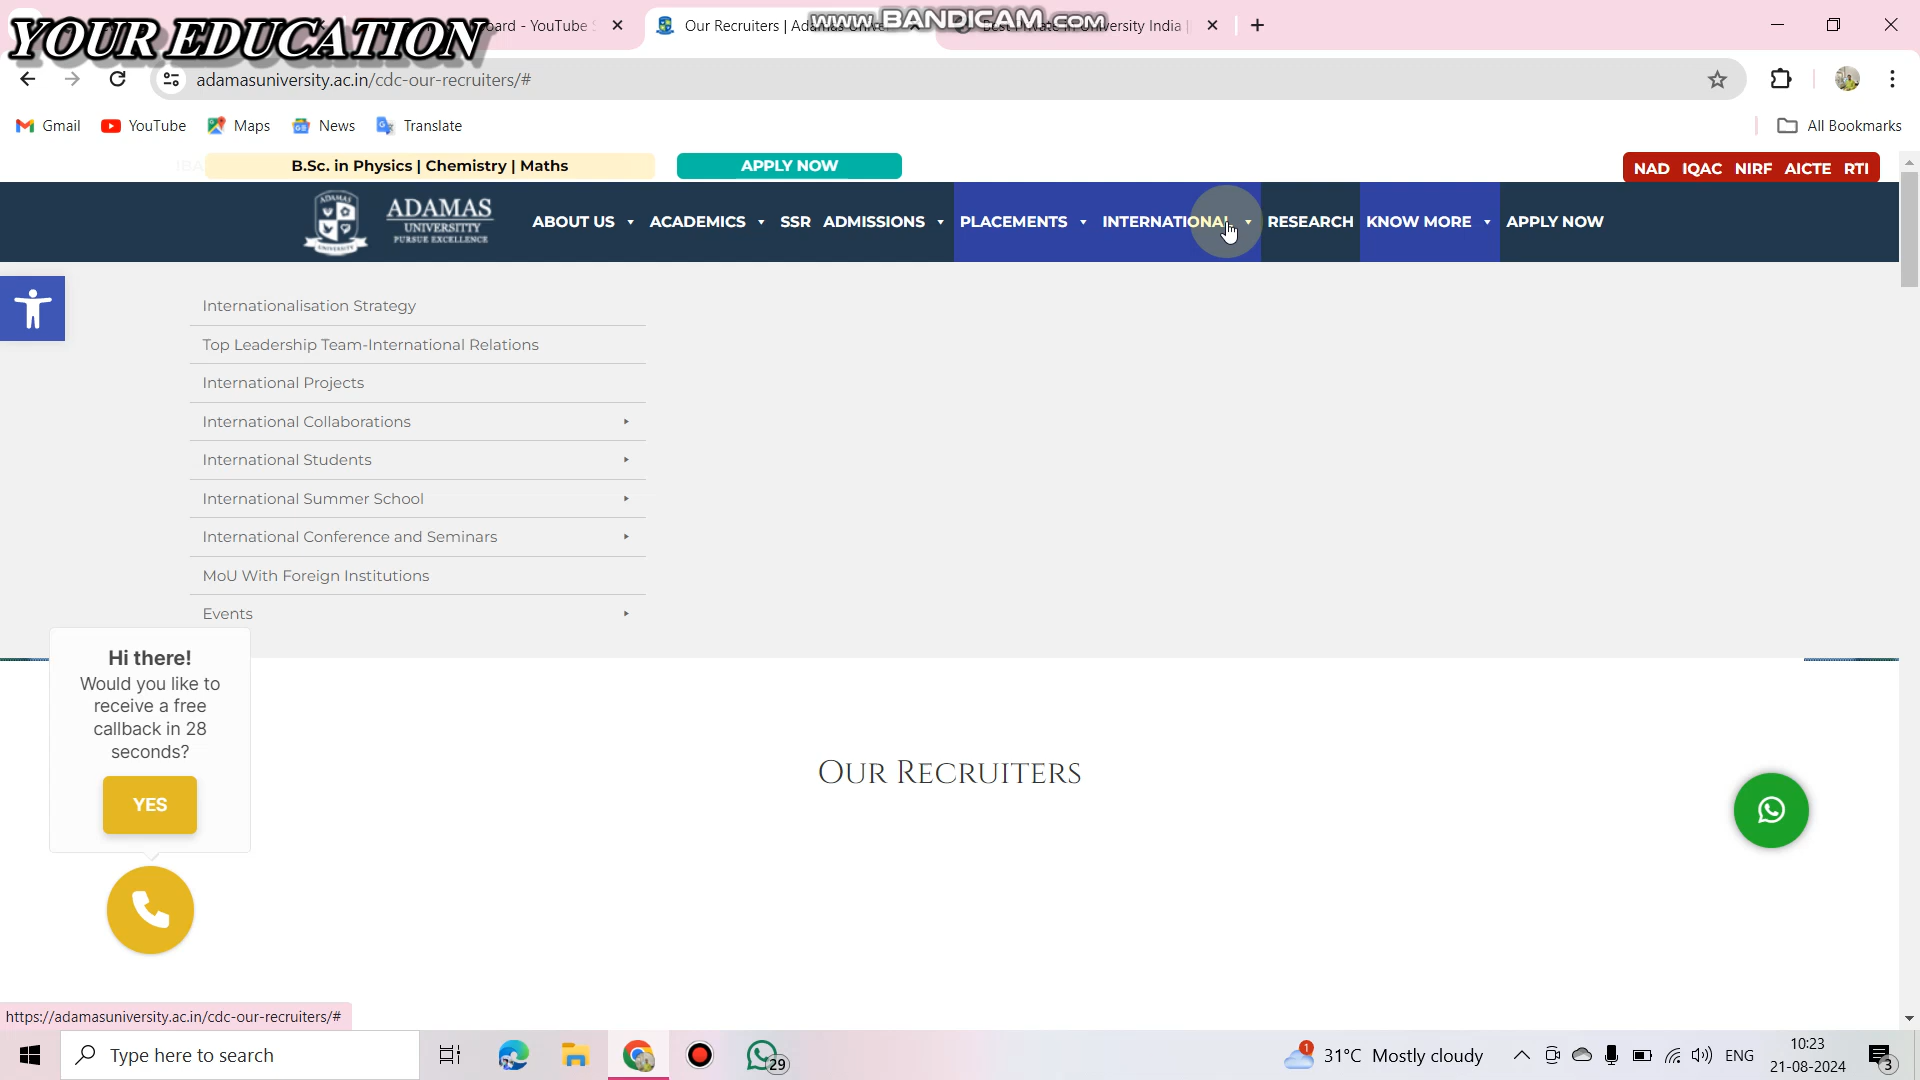 YOUR EDUCATION
board - YouTube
Our Recruiters | Adamas Unive
www.BANDICAM.com
Best Private in University India |
adamasuniversity.ac.in/cdc-our-recruiters/#
Gmail
YouTube
Maps
News
Translate
All Bookmarks
B.Sc. in Physics | Chemistry | Maths
APPLY NOW
NAD IQAC NIRF AICTE RTI
ADAMAS
UNIVERSITY
PURSUE EXCELLENCE
ABOUT US
ACADEMICS
SSR
ADMISSIONS
PLACEMENTS
INTERNATIONAL
RESEARCH
KNOW MORE
APPLY NOW
Internationalisation Strategy
Top Leadership Team-International Relations
International Projects
International Collaborations
International Students
International Summer School
International Conference and Seminars
MoU With Foreign Institutions
Events
Hi there!
Would you like to
receive a free
callback in 28
seconds?
YES
OUR RECRUITERS
https://adamasuniversity.ac.in/cdc-our-recruiters/#
Type here to search
29
1
31°C Mostly cloudy
ENG
10:23
21-08-2024
3